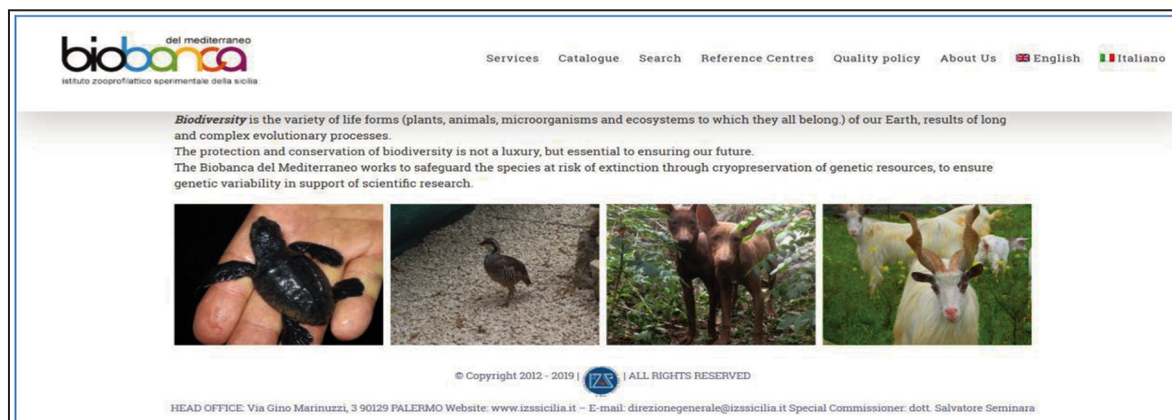 del mediterraneo
biobanca
istituto zooprofilattico sperimentale della sicilia
Services Catalogue Search Reference Centres Quality policy About Us English Italiano
Biodiversity is the variety of life forms (plants, animals, microorganisms and ecosystems to which they all belong.) of our Earth, results of long
and complex evolutionary processes.
The protection and conservation of biodiversity is not a luxury, but essential to ensuring our future.
The Biobanca del Mediterraneo works to safeguard the species at risk of extinction through cryopreservation of genetic resources, to ensure
genetic variability in support of scientific research.
© Copyright 2012 - 2019 | IZS | ALL RIGHTS RESERVED
HEAD OFFICE: Via Gino Marinuzzi, 3 90129 PALERMO Website: www.izssicilia.it – E-mail: direzionegenerale@izssicilia.it Special Commissioner: dott. Salvatore Seminara